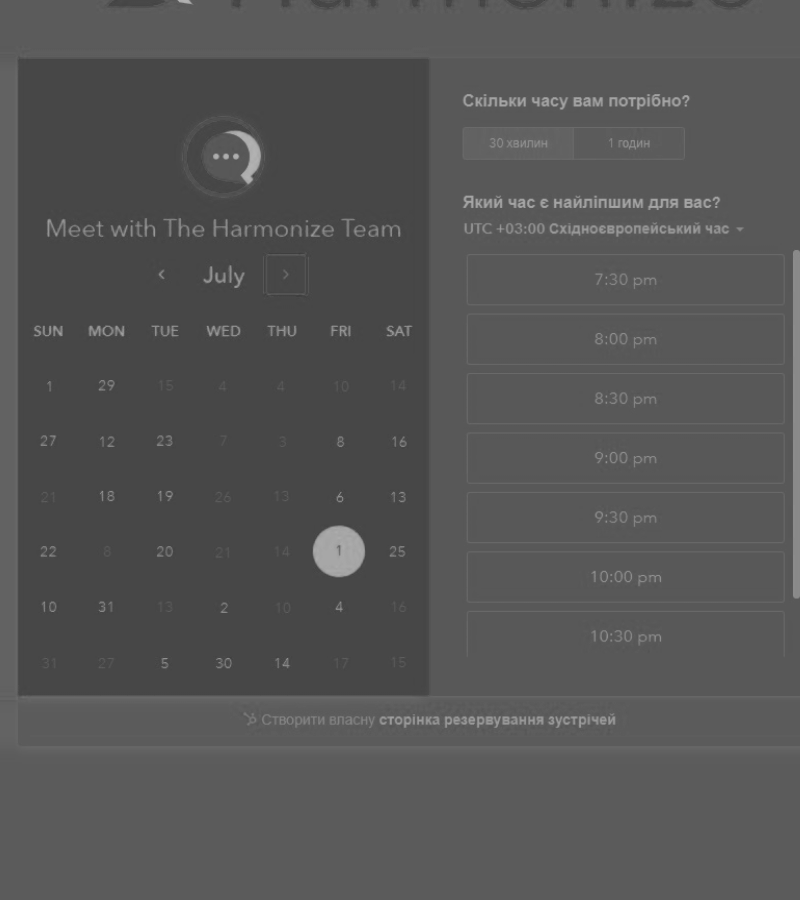 Harmonize
Meet with The Harmonize Team
July
SUN MON TUE WED THU FRI SAT
1 29 15 4 4 10 14
27 12 23 7 3 8 16
21 18 19 26 13 6 13
22 8 20 21 14 1 25
10 31 13 2 10 4 16
31 27 5 30 14 17 15
Скільки часу вам потрібно?
30 хвилин 1 годин
Який час є найліпшим для вас?
UTC +03:00 Східноєвропейський час
7:30 pm
8:00 pm
8:30 pm
9:00 pm
9:30 pm
10:00 pm
10:30 pm
Створити власну сторінка резервування зустрічей